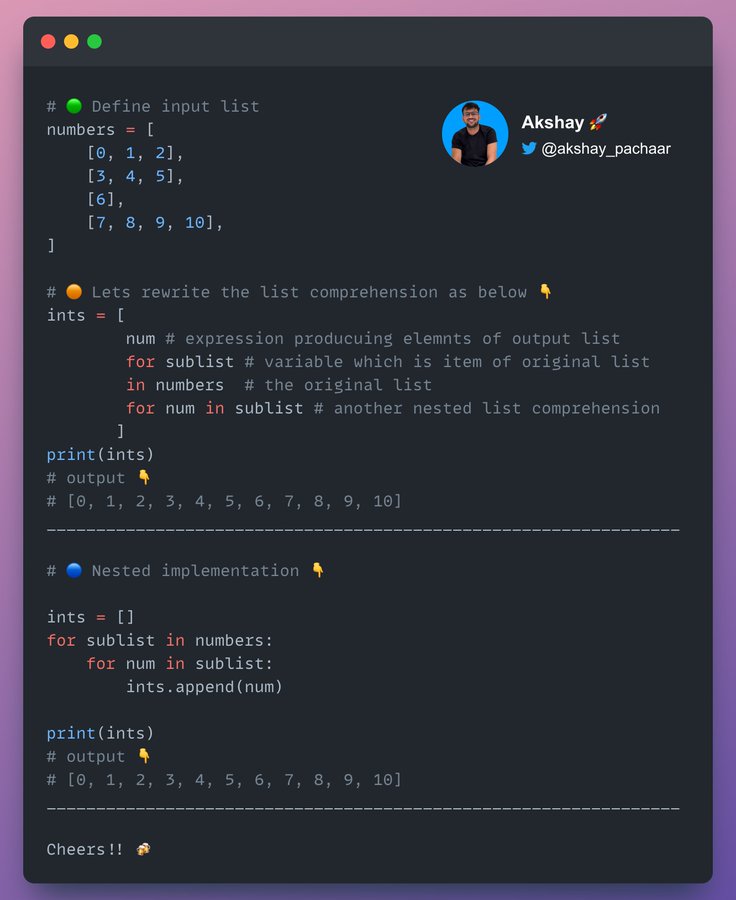 # 🟢 Define input list
Akshay 🚀
@akshay_pachaar
numbers = [
    [0, 1, 2],
    [3, 4, 5],
    [6],
    [7, 8, 9, 10],
]
# 🟠 Lets rewrite the list comprehension as below 👇
ints = [
        num # expression producuing elemnts of output list
        for sublist # variable which is item of original list
        in numbers  # the original list
        for num in sublist # another nested list comprehension
       ]
print(ints)
# output 👇
# [0, 1, 2, 3, 4, 5, 6, 7, 8, 9, 10]
# 🔵 Nested implementation 👇
ints = []
for sublist in numbers:
    for num in sublist:
        ints.append(num)
print(ints)
# output 👇
# [0, 1, 2, 3, 4, 5, 6, 7, 8, 9, 10]
Cheers!! 🍻